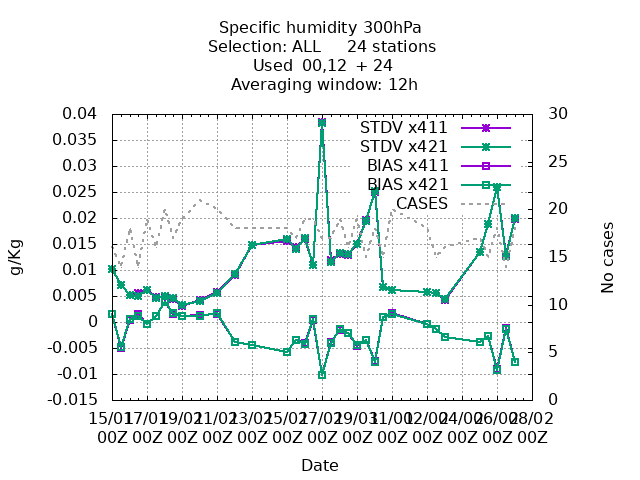 Specific humidity 300hPa
Selection: ALL 24 stations
Used 00,12 + 24
Averaging window: 12h
0.04
0.035
0.03
0.025
0.02
0.015
0.01
0.005
0
-0.005
-0.01
-0.015
g/Kg
STDV x411
STDV x421
BIAS x411
BIAS x421
CASES
30
25
20
15
10
5
0
No cases
15/01 17/01 19/01 21/01 23/01 25/01 27/01 29/01 31/01 02/02 04/02 06/02 08/02
00Z 00Z 00Z 00Z 00Z 00Z 00Z 00Z 00Z 00Z 00Z 00Z 00Z
Date